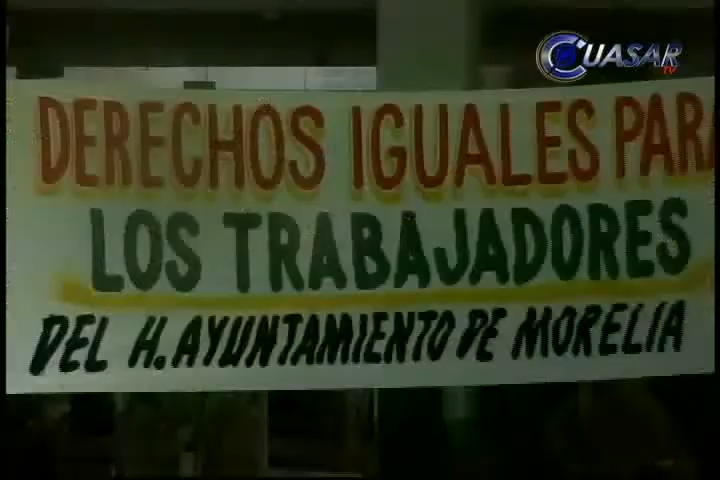 CUASAR
TV
DERECHOS IGUALES PARA
LOS TRABAJADORES
DEL H. AYUNTAMIENTO DE MORELIA